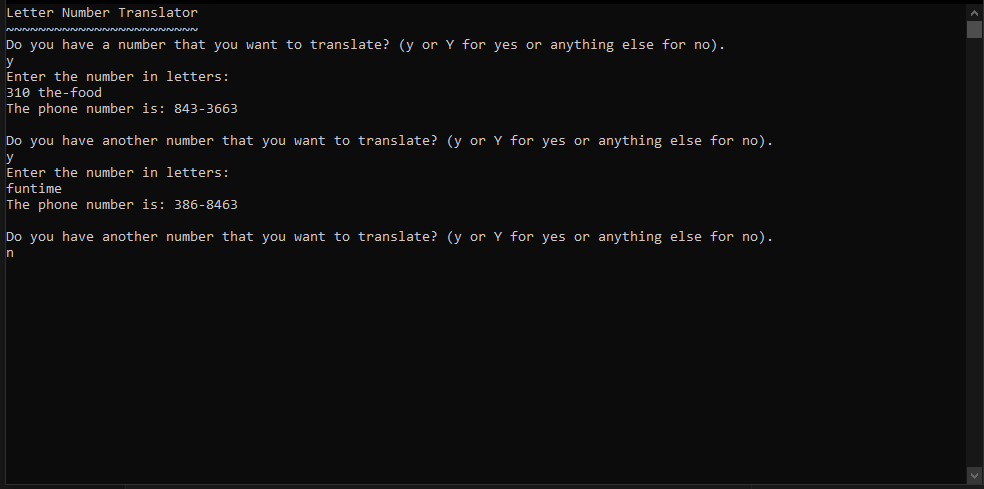 Letter Number Translator
~~~~~~~~~~~~~~~~~~~~~~~~
Do you have a number that you want to translate? (y or Y for yes or anything else for no).
y
Enter the number in letters:
310 the-food
The phone number is: 843-3663
Do you have another number that you want to translate? (y or Y for yes or anything else for no).
y
Enter the number in letters:
funtime
The phone number is: 386-8463
Do you have another number that you want to translate? (y or Y for yes or anything else for no).
n